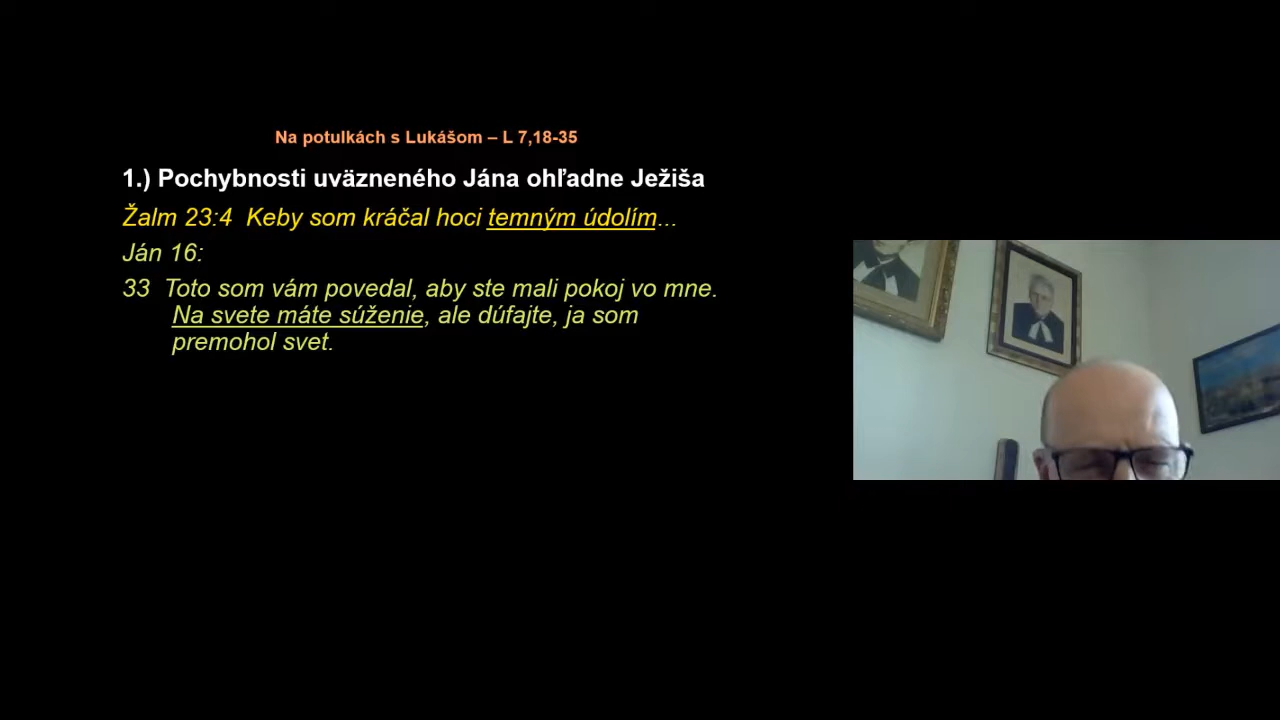 Na potulkách s Lukášom – L 7,18-35
1.) Pochybnosti uväzneného Jána ohľadne Ježiša
Žalm 23:4 Keby som kráčal hoci temným údolím...
Ján 16:
33 Toto som vám povedal, aby ste mali pokoj vo mne.
Na svete máte súženie, ale dúfajte, ja som
premohol svet.